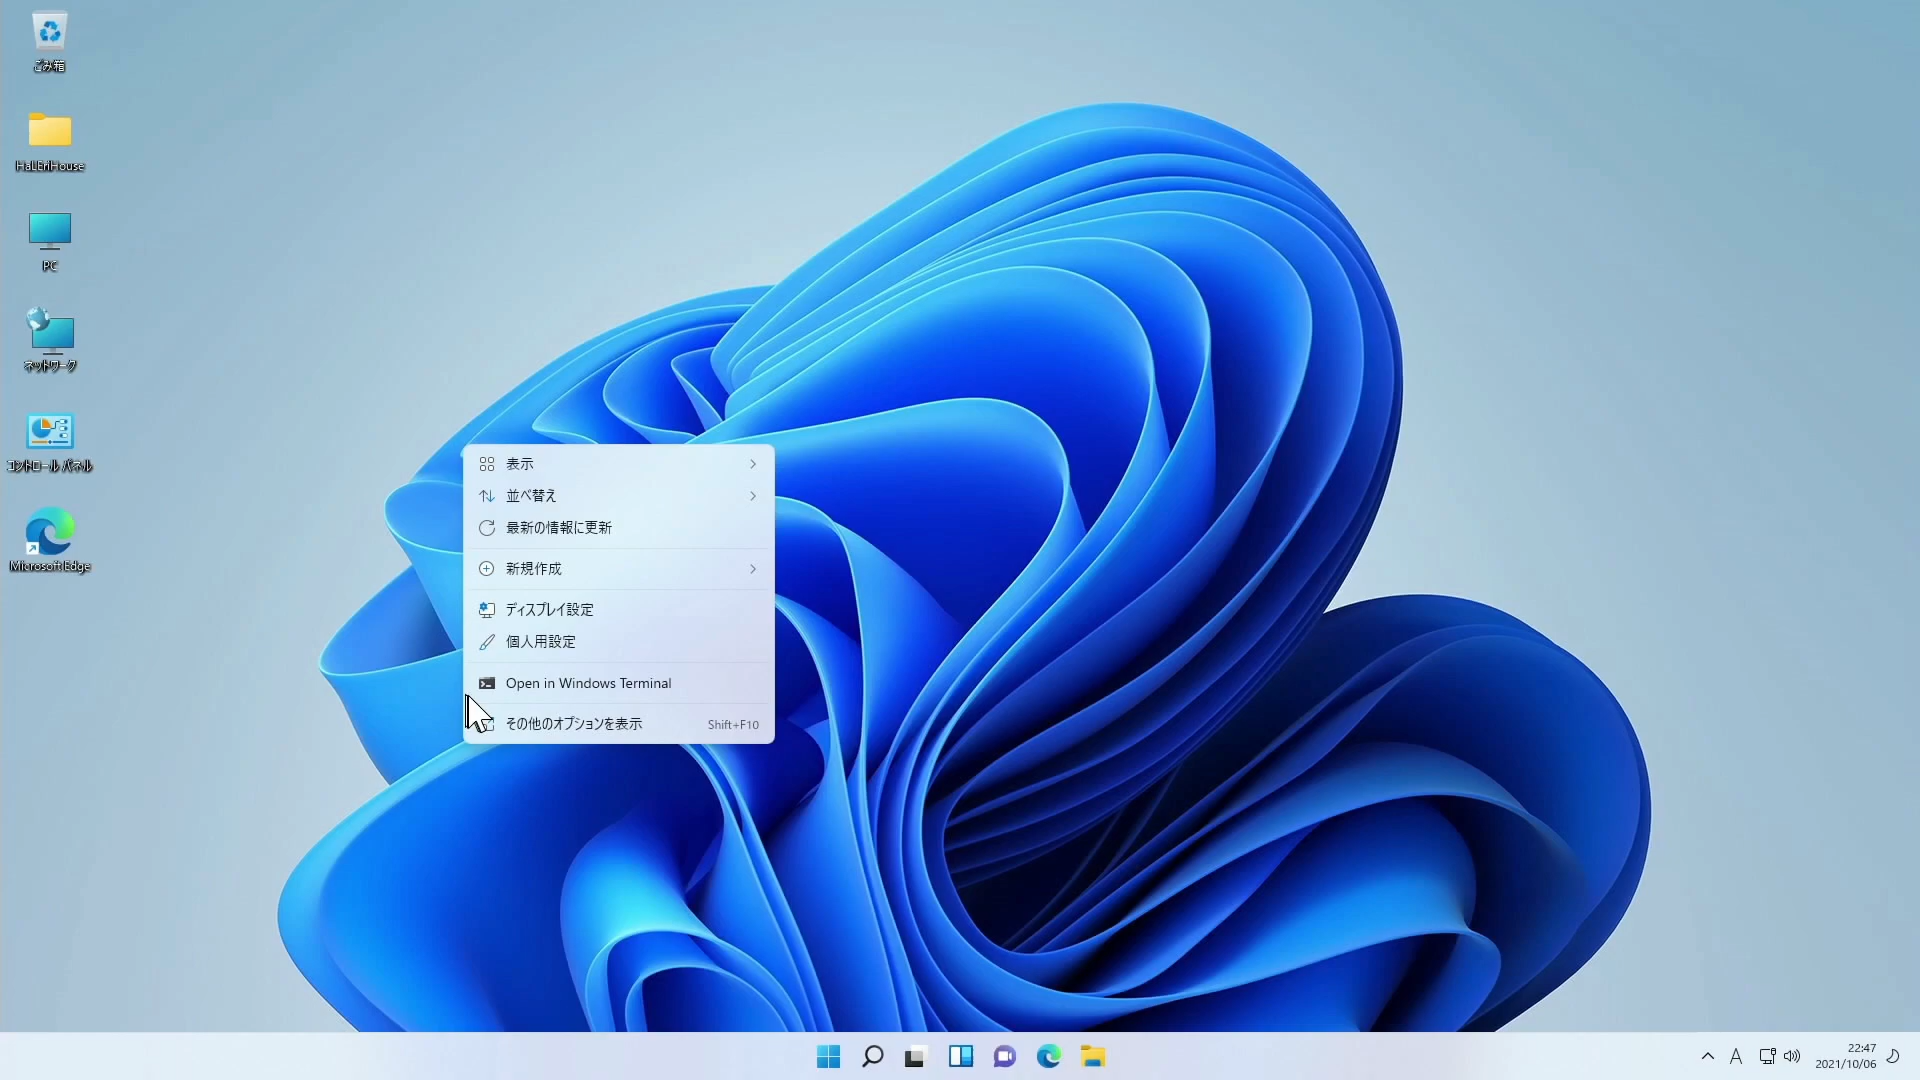 ごみ箱
HaLEriHouse
PC
ネットワーク
コントロール パネル
Microsoft Edge
表示
並べ替え
最新の情報に更新
新規作成
ディスプレイ設定
個人用設定
Open in Windows Terminal
その他のオプションを表示 Shift+F10
A
22:47
2021/10/06